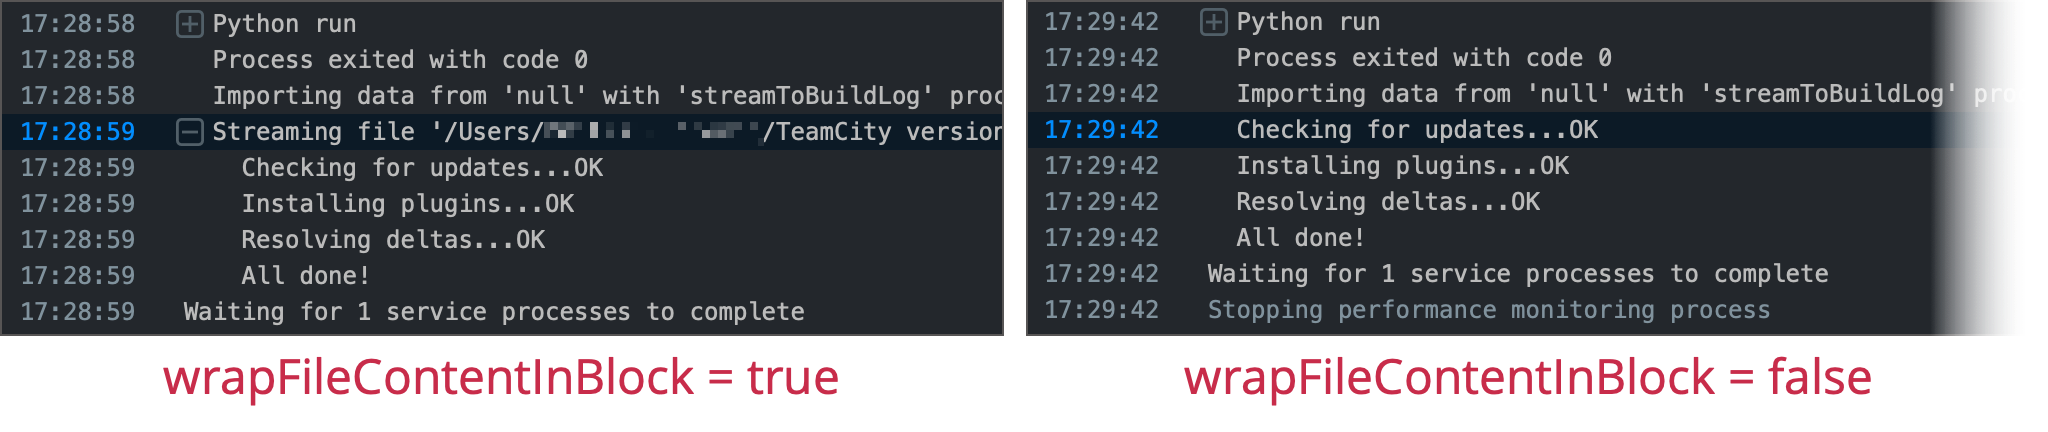 17:28:58 Python run
17:28:58 Process exited with code 0
17:28:58 Importing data from 'null' with 'streamToBuildLog'
17:28:59 Streaming file '/Users/ /TeamCity version
17:28:59 Checking for updates...OK
17:28:59 Installing plugins...OK
17:28:59 Resolving deltas...OK
17:28:59 All done!
17:28:59 Waiting for 1 service processes to complete
wrapFileContentInBlock = true
17:29:42 Python run
17:29:42 Process exited with code 0
17:29:42 Importing data from 'null' with 'streamToBuildLog'
17:29:42 Checking for updates...OK
17:29:42 Installing plugins...OK
17:29:42 Resolving deltas...OK
17:29:42 All done!
17:29:42 Waiting for 1 service processes to complete
17:29:42 Stopping performance monitoring process
wrapFileContentInBlock = false